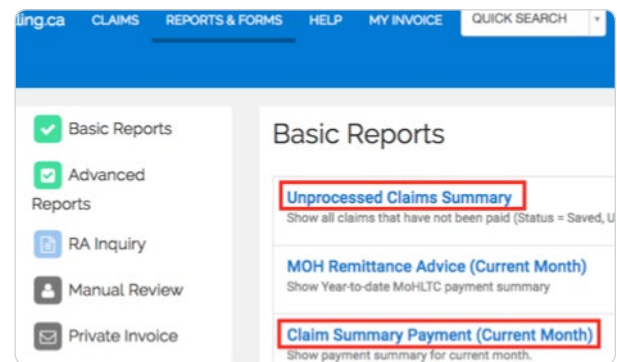 ling.ca CLAIMS REPORTS & FORMS HELP MY INVOICE QUICK SEARCH
Basic Reports
Advanced
Reports
RA Inquiry
Manual Review
Private Invoice
Basic Reports
Unprocessed Claims Summary
Show all claims that have not been paid (Status = Saved, U
MOH Remittance Advice (Current Month)
Show Year-to-date MoHLTC payment summary
Claim Summary Payment (Current Month)
Show payment summary for current month.